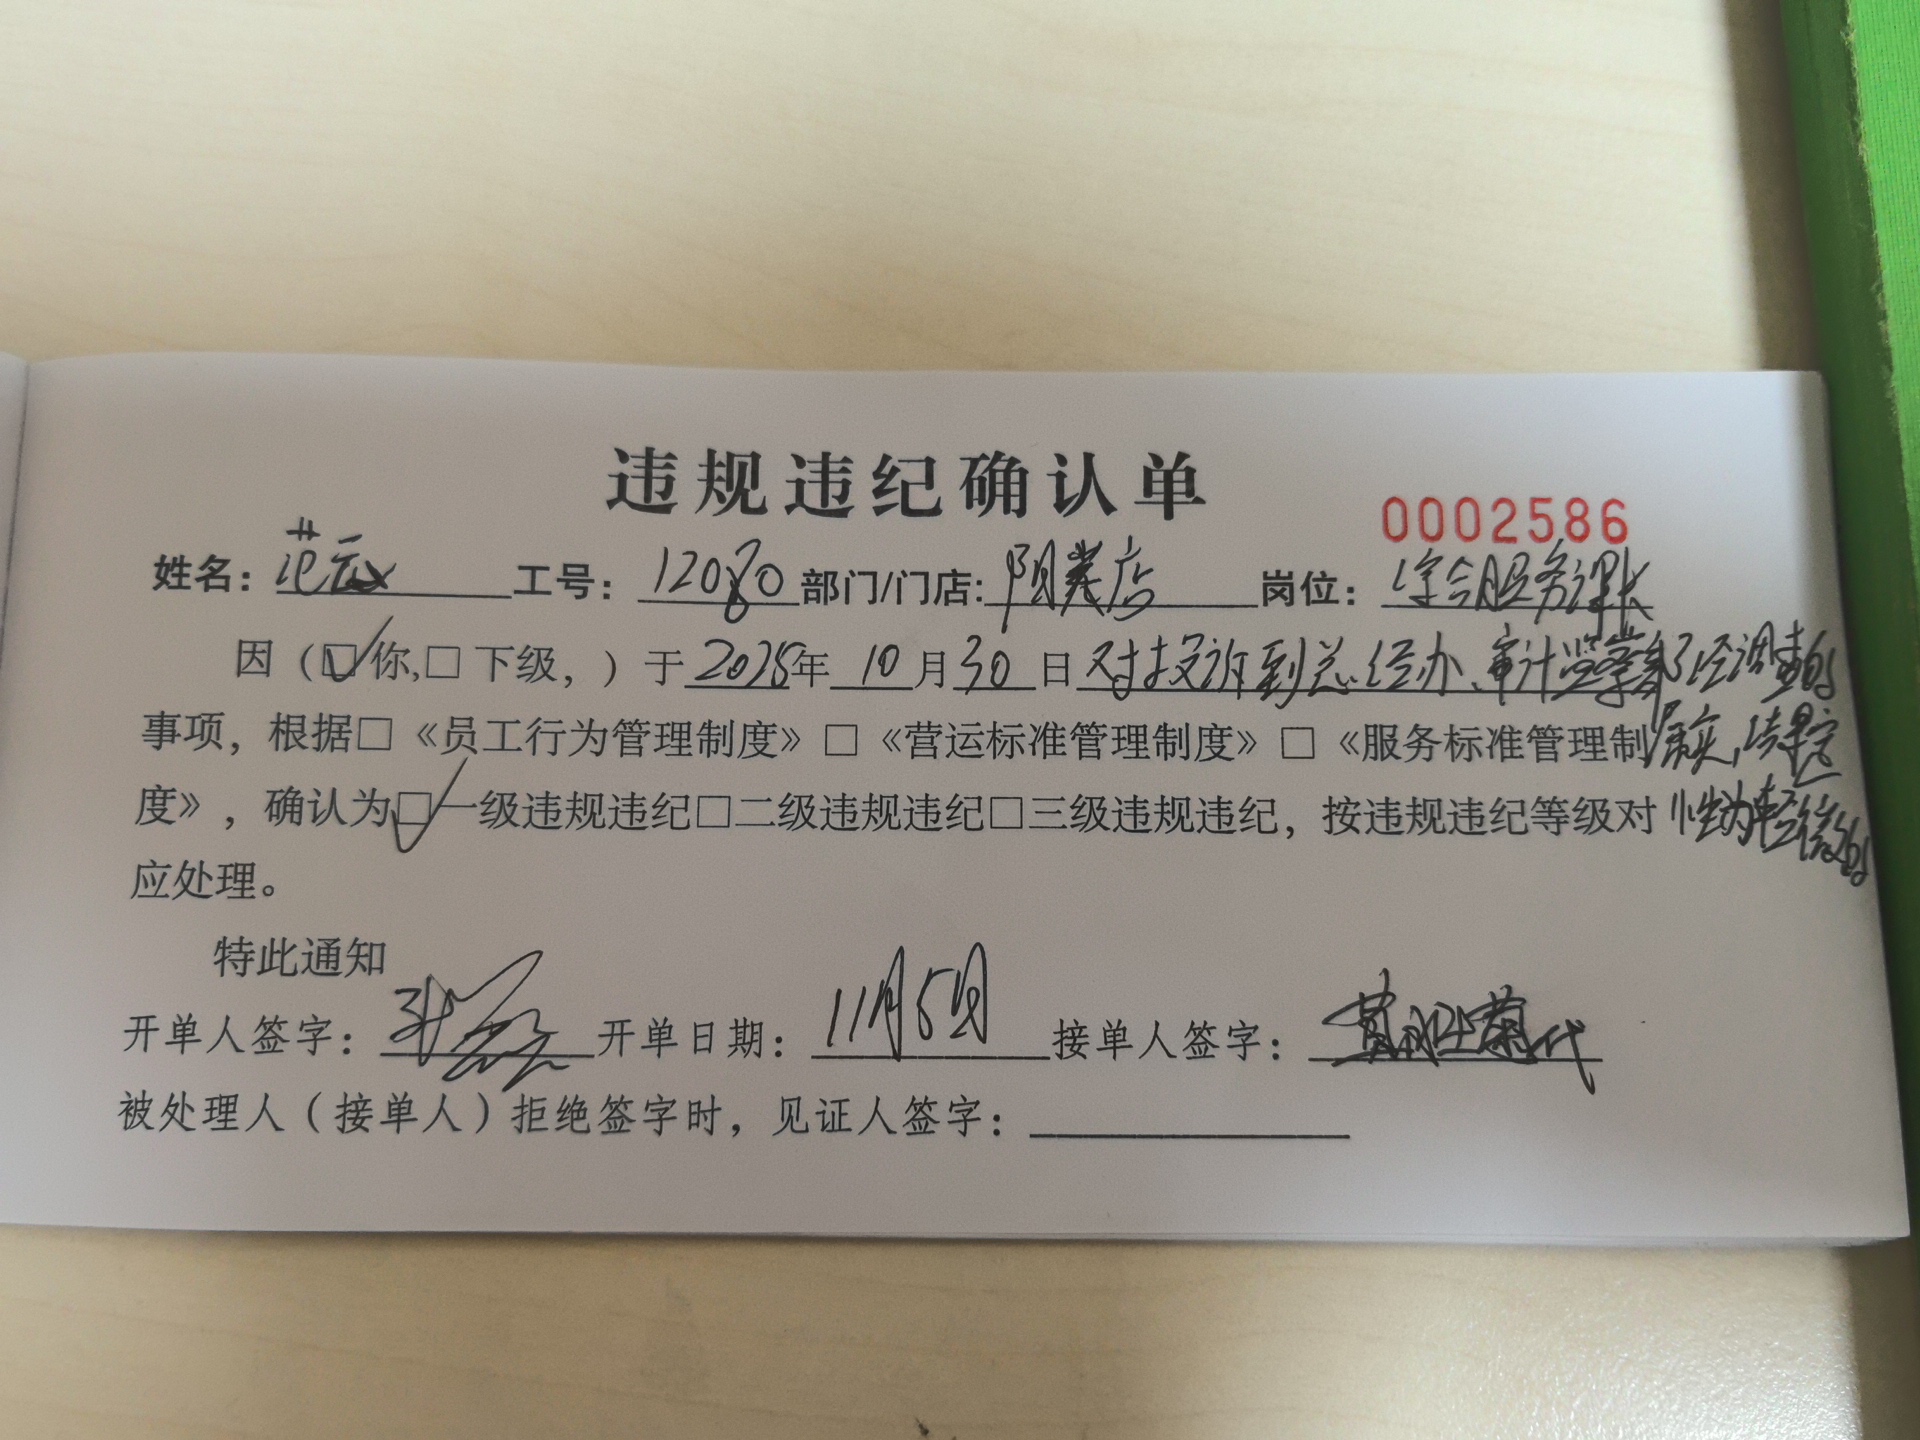 违规违纪确认单
0002586
姓名：范 工号：12080 部门/门店：阳 店 岗位：综合服务课长
因（☑你,□下级，）于2025年10月30日对投诉到总经办、审计监察部经调查的
事项，根据□《员工行为管理制度》□《营运标准管理制度》□《服务标准管理制 属实,
度》，确认为☑一级违规违纪□二级违规违纪□三级违规违纪，按违规违纪等级对 性为轻微的
应处理。
特此通知
开单人签字： 开单日期：11月5日 接单人签字：黄 代
被处理人（接单人）拒绝签字时，见证人签字：